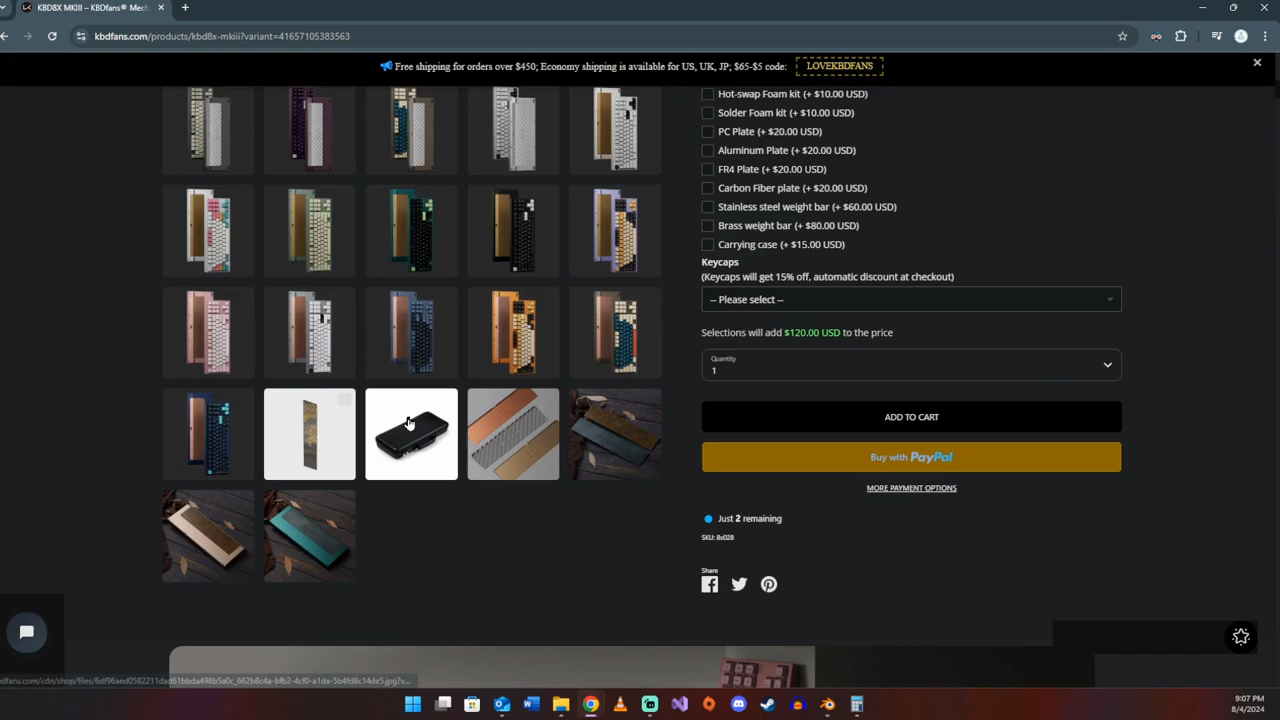 KBD8X MKIII – KBDfans® Mech
kbdfans.com/products/kbd8x-mkiii?variant=41657105383563
Free shipping for orders over $450; Economy shipping is available for US, UK, JP; $65-$5 code: LOVEKBDFANS
Hot-swap Foam kit (+ $10.00 USD)
Solder Foam kit (+ $10.00 USD)
PC Plate (+ $20.00 USD)
Aluminum Plate (+ $20.00 USD)
FR4 Plate (+ $20.00 USD)
Carbon Fiber plate (+ $20.00 USD)
Stainless steel weight bar (+ $60.00 USD)
Brass weight bar (+ $80.00 USD)
Carrying case (+ $15.00 USD)
Keycaps
(Keycaps will get 15% off, automatic discount at checkout)
-- Please select --
Selections will add $120.00 USD to the price
Quantity
1
ADD TO CART
Buy with PayPal
MORE PAYMENT OPTIONS
Just 2 remaining
SKU: 8x028
Share
9:07 PM
8/4/2024